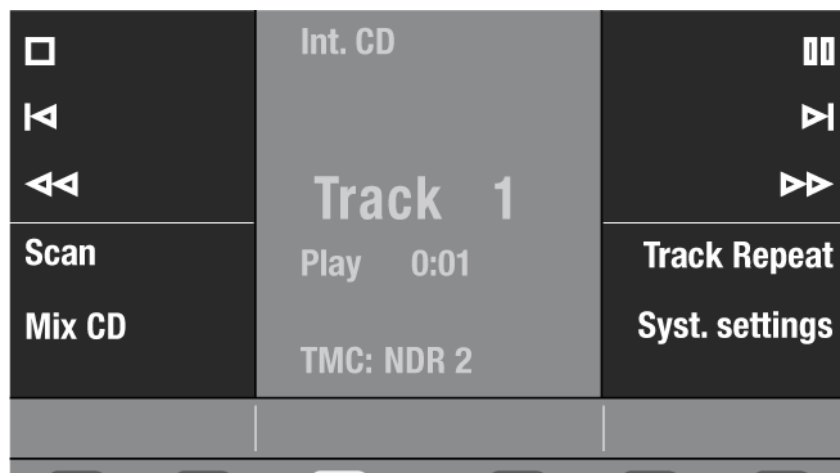 Int. CD
Track 1
Play 0:01
TMC: NDR 2
Scan
Mix CD
Track Repeat
Syst. settings